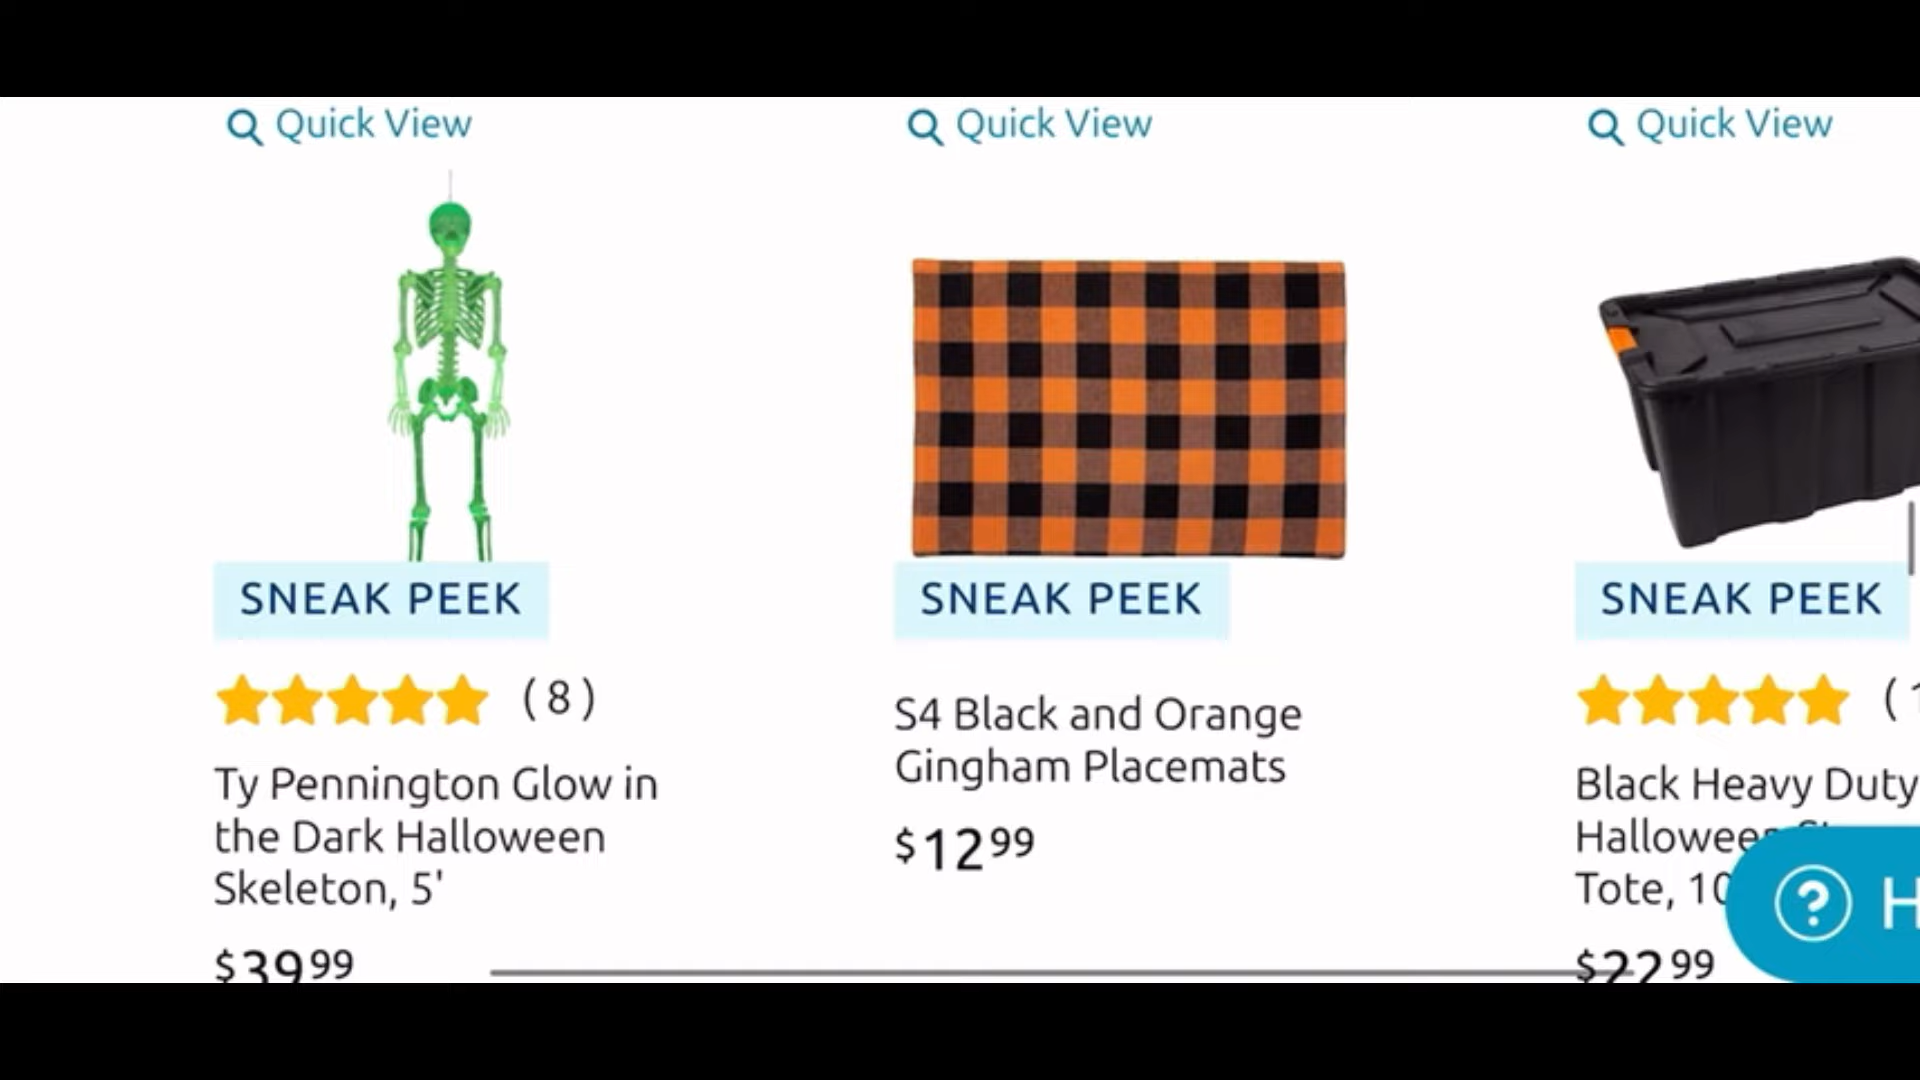 Quick View
Quick View
Quick View
SNEAK PEEK
SNEAK PEEK
SNEAK PEEK
(8)
Ty Pennington Glow in
the Dark Halloween
Skeleton, 5'
$39.99
S4 Black and Orange
Gingham Placemats
$12.99
Black Heavy Duty
Tote,
$22.99